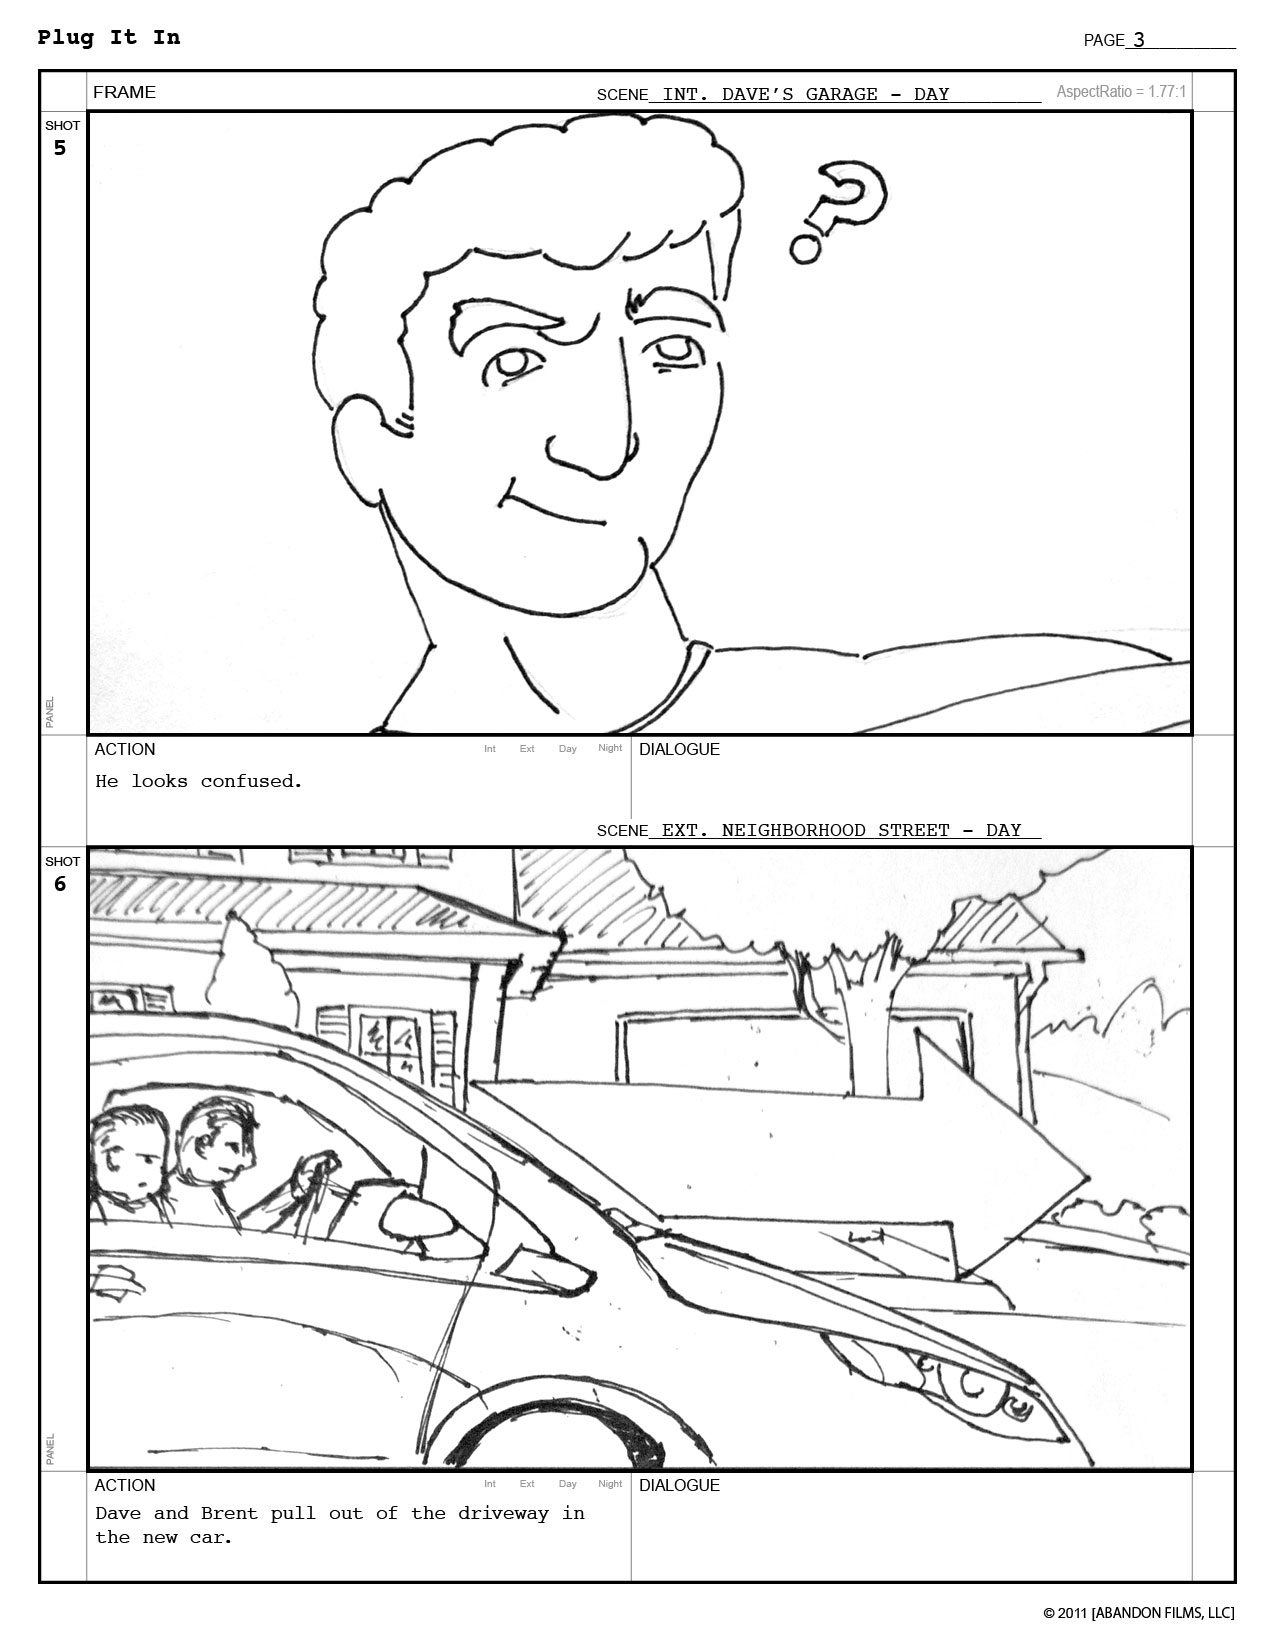 Plug It In
PAGE 3
FRAME
SCENE INT. DAVE’S GARAGE - DAY
AspectRatio = 1.77:1
SHOT
5
?
PANEL
ACTION
Int Ext Day Night
DIALOGUE
He looks confused.
SCENE EXT. NEIGHBORHOOD STREET - DAY
SHOT
6
PANEL
ACTION
Int Ext Day Night
DIALOGUE
Dave and Brent pull out of the driveway in
the new car.
© 2011 [ABANDON FILMS, LLC]